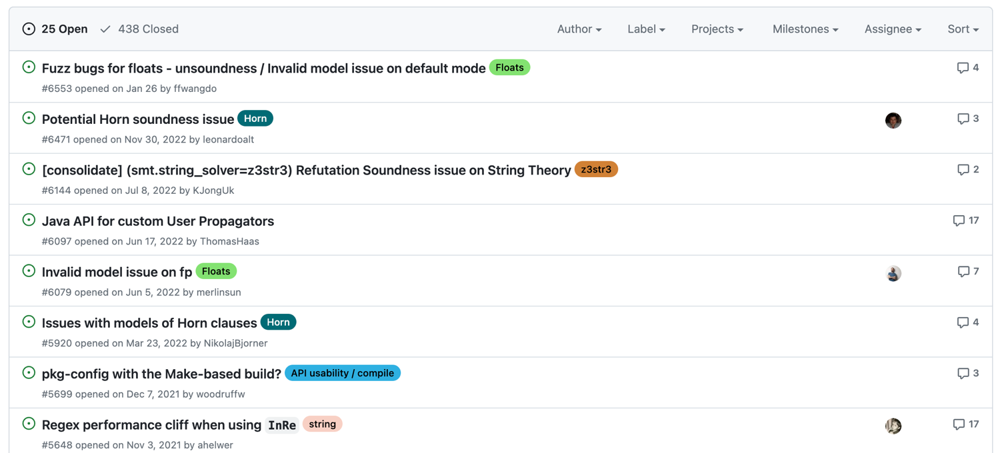 25 Open 438 Closed Author Label Projects Milestones Assignee Sort
Fuzz bugs for floats - unsoundness / Invalid model issue on default mode Floats 4
#6553 opened on Jan 26 by ffwangdo
Potential Horn soundness issue Horn 3
#6471 opened on Nov 30, 2022 by leonardoalt
[consolidate] (smt.string_solver=z3str3) Refutation Soundness issue on String Theory z3str3 2
#6144 opened on Jul 8, 2022 by KJongUk
Java API for custom User Propagators 17
#6097 opened on Jun 17, 2022 by ThomasHaas
Invalid model issue on fp Floats 7
#6079 opened on Jun 5, 2022 by merlinsun
Issues with models of Horn clauses Horn 4
#5920 opened on Mar 23, 2022 by NikolajBjorner
pkg-config with the Make-based build? API usability / compile 3
#5699 opened on Dec 7, 2021 by woodruffw
Regex performance cliff when using InRe string 17
#5648 opened on Nov 3, 2021 by ahelwer